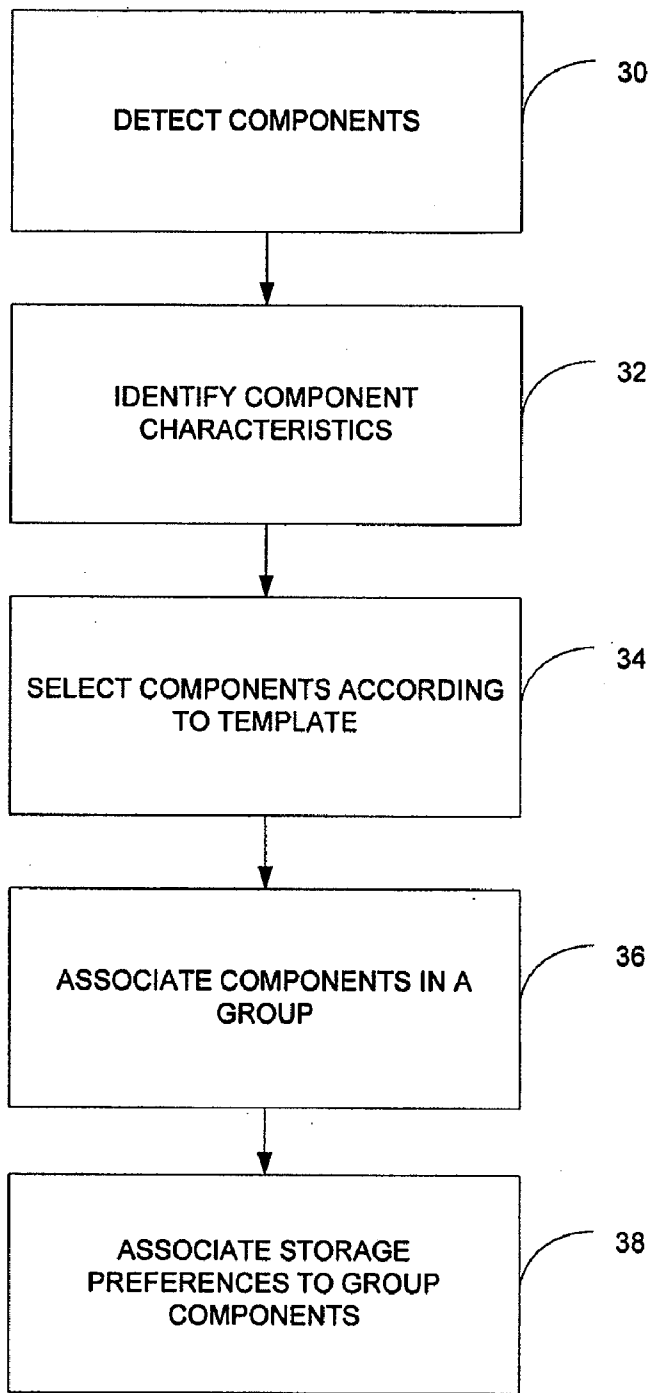 DETECT COMPONENTS
30
IDENTIFY COMPONENT
CHARACTERISTICS
32
SELECT COMPONENTS ACCORDING
TO TEMPLATE
34
ASSOCIATE COMPONENTS IN A
GROUP
36
ASSOCIATE STORAGE
PREFERENCES TO GROUP
COMPONENTS
38